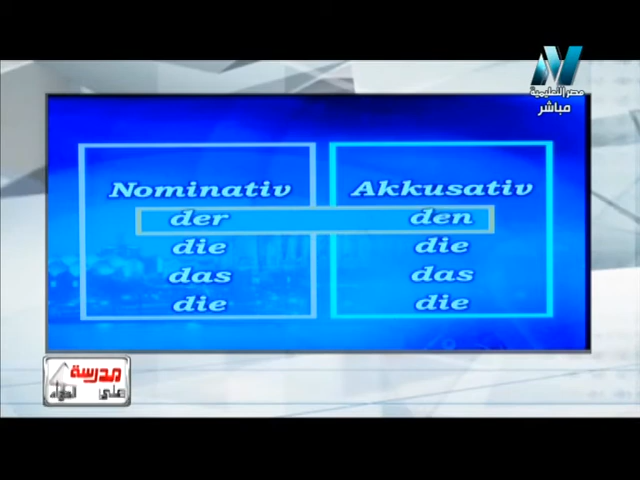 مصر التعليمية
مباشر
Nominativ Akkusativ
der den
die die
das das
die die
مدرسة
على الهواء